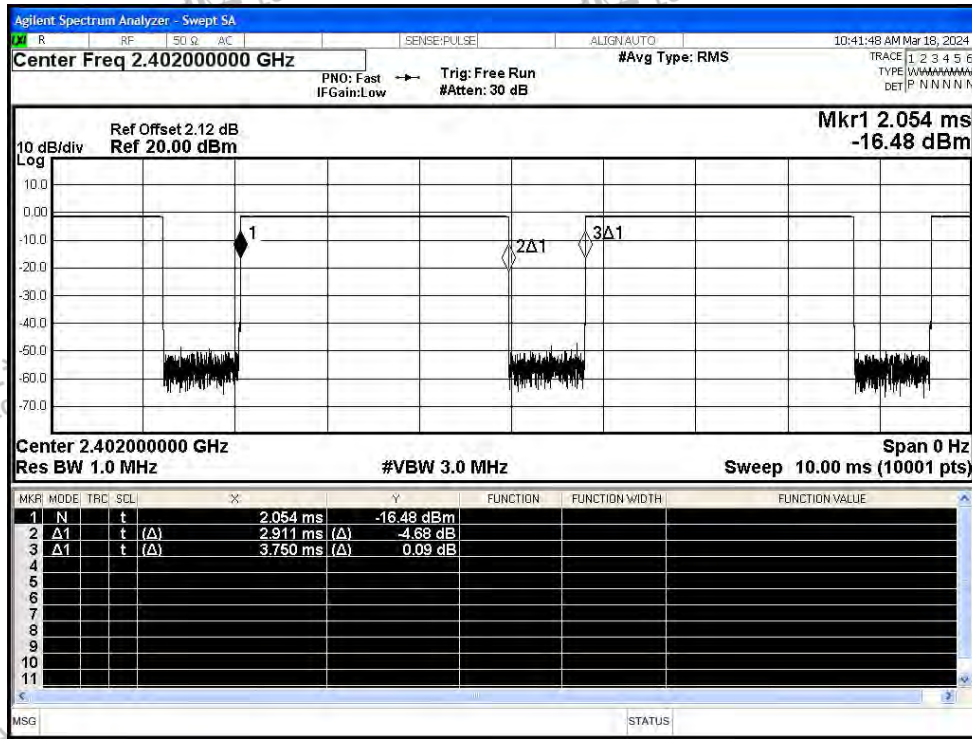 Agilent Spectrum Analyzer - Swept SA
LXI R RF 50 Ω AC SENSE:PULSE ALIGN AUTO 10:41:48 AM Mar 18, 2024
Center Freq 2.402000000 GHz #Avg Type: RMS TRACE 1 2 3 4 5 6
PNO: Fast Trig: Free Run TYPE WWWWWW
IFGain:Low #Atten: 30 dB DET P N N N N N
Mkr1 2.054 ms
Ref Offset 2.12 dB
10 dB/div Ref 20.00 dBm -16.48 dBm
Log
10.0
0.00
1 2Δ1 3Δ1
-10.0
-20.0
-30.0
-40.0
-50.0
-60.0
-70.0
Center 2.402000000 GHz Span 0 Hz
Res BW 1.0 MHz #VBW 3.0 MHz Sweep 10.00 ms (10001 pts)
MKR MODE TRC SCL X Y FUNCTION FUNCTION WIDTH FUNCTION VALUE
1 N t 2.054 ms -16.48 dBm
2 Δ1 t (Δ) 2.911 ms (Δ) -4.68 dB
3 Δ1 t (Δ) 3.750 ms (Δ) 0.09 dB
4
5
6
7
8
9
10
11
MSG STATUS